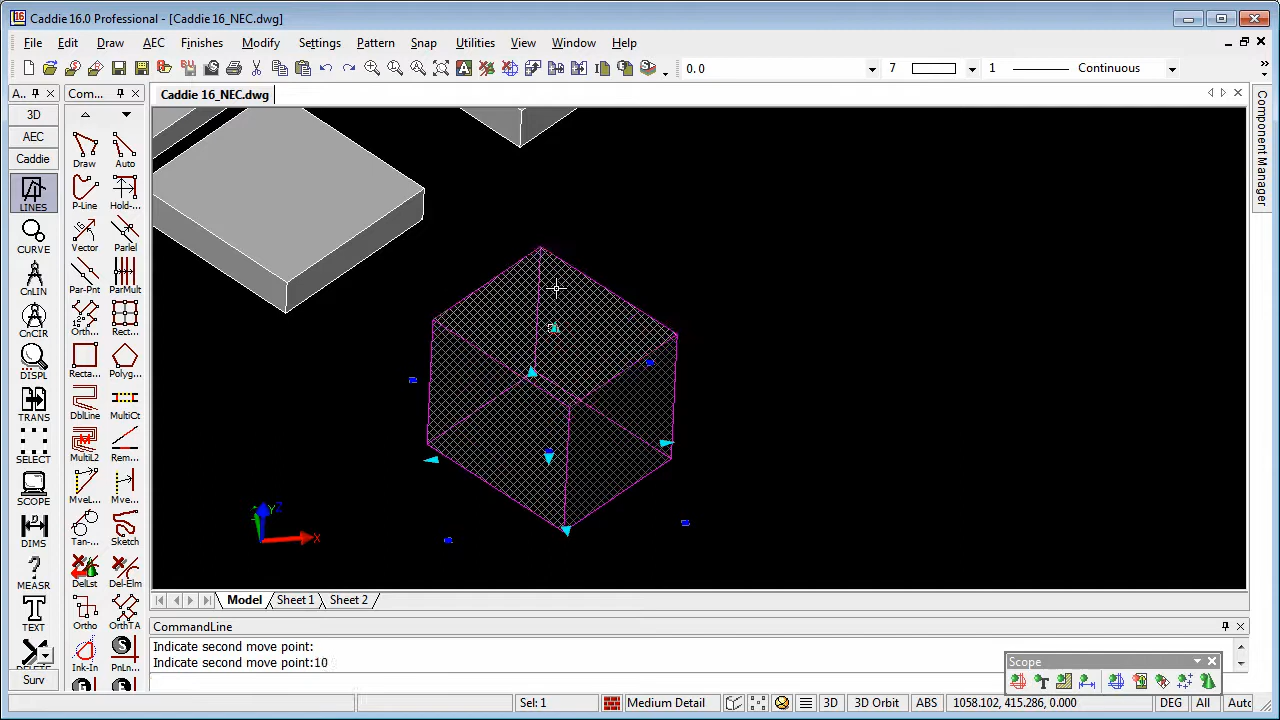 Caddie 16.0 Professional - [Caddie 16_NEC.dwg]
File Edit Draw AEC Finishes Modify Settings Pattern Snap Utilities View Window Help
0,0 7 1 Continuous
A... Com...
Caddie 16_NEC.dwg
3D
AEC
Caddie
LINES
CURVE
CnLIN
CnCIR
DISPL
TRANS
SELECT
SCOPE
DIMS
MEASR
TEXT
Surv
Draw Auto
P-Line Hold-...
Vector Parlel
Par-Pnt ParMult
Orth... Rect...
Recta... Polyg...
DblLine MultiCt
MultiL2 Rem...
MveL... Mve...
Tan-... Sketch
DelLst Del-Elm
Ortho OrthTA
Ink-In PnLn...
Component Manager
Z
Y
X
Model Sheet 1 Sheet 2
CommandLine
Indicate second move point:
Indicate second move point:10
Scope
Sel: 1 Medium Detail 3D 3D Orbit ABS 1058.102, 415.289, 0.000 DEG All Auto